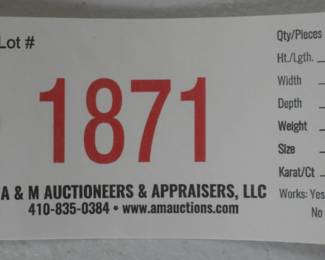 Lot #
1871
A & M AUCTIONEERS & APPRAISERS, LLC
410-835-0384 • www.amauctions.com
Qty/Pieces
Ht./Lgth.
Width
Depth
Weight
Size
Karat/Ct
Works: Yes
No